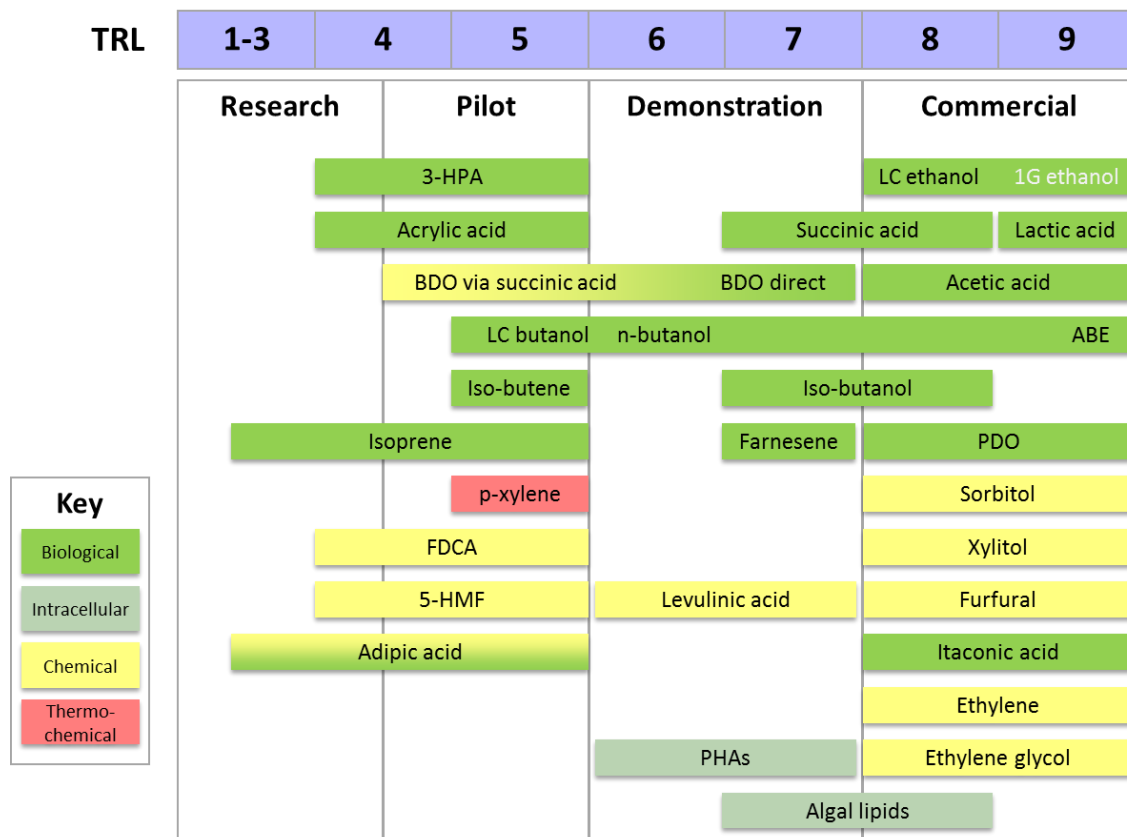 TRL 1-3 4 5 6 7 8 9
Research Pilot Demonstration Commercial
3-HPA LC ethanol 1G ethanol
Acrylic acid Succinic acid Lactic acid
BDO via succinic acid BDO direct Acetic acid
LC butanol n-butanol ABE
Iso-butene Iso-butanol
Isoprene Farnesene PDO
p-xylene Sorbitol
FDCA Xylitol
5-HMF Levulinic acid Furfural
Adipic acid Itaconic acid
Ethylene
PHAs Ethylene glycol
Algal lipids
Key
Biological
Intracellular
Chemical
Thermo-
chemical